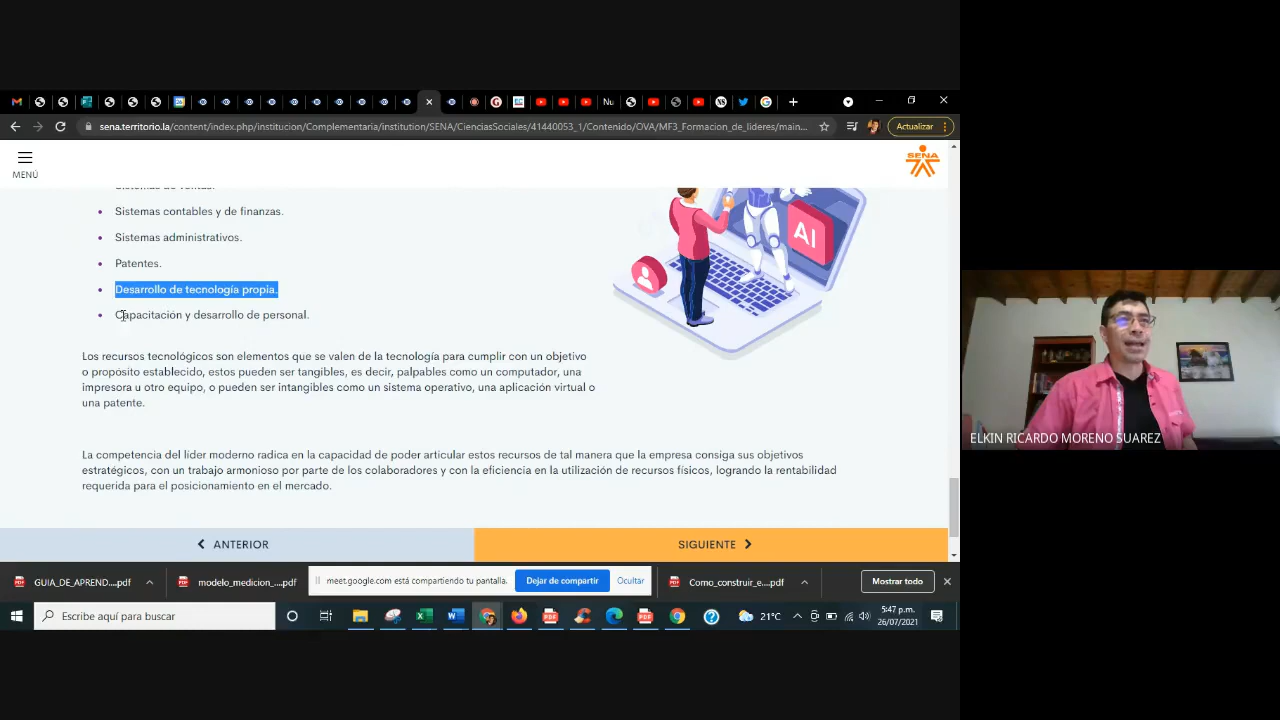 Nu
sena.territorio.la/content/index.php/institucion/Complementaria/institution/SENA/CienciasSociales/41440053_1/Contenido/OVA/MF3_Formacion_de_lideres/main...
Actualizar
MENÚ
SENA
Sistemas de ventas.
Sistemas contables y de finanzas.
Sistemas administrativos.
Patentes.
Desarrollo de tecnología propia.
Capacitación y desarrollo de personal.
AI
Los recursos tecnológicos son elementos que se valen de la tecnología para cumplir con un objetivo
o propósito establecido, estos pueden ser tangibles, es decir, palpables como un computador, una
impresora u otro equipo, o pueden ser intangibles como un sistema operativo, una aplicación virtual o
una patente.
La competencia del líder moderno radica en la capacidad de poder articular estos recursos de tal manera que la empresa consiga sus objetivos
estratégicos, con un trabajo armonioso por parte de los colaboradores y con la eficiencia en la utilización de recursos físicos, logrando la rentabilidad
requerida para el posicionamiento en el mercado.
ANTERIOR
SIGUIENTE
ELKIN RICARDO MORENO SUAREZ
GUIA_DE_APREND....pdf
modelo_medicion_....pdf
meet.google.com está compartiendo tu pantalla.
Dejar de compartir
Ocultar
Como_construir_e....pdf
Mostrar todo
Escribe aquí para buscar
21°C
5:47 p.m.
26/07/2021